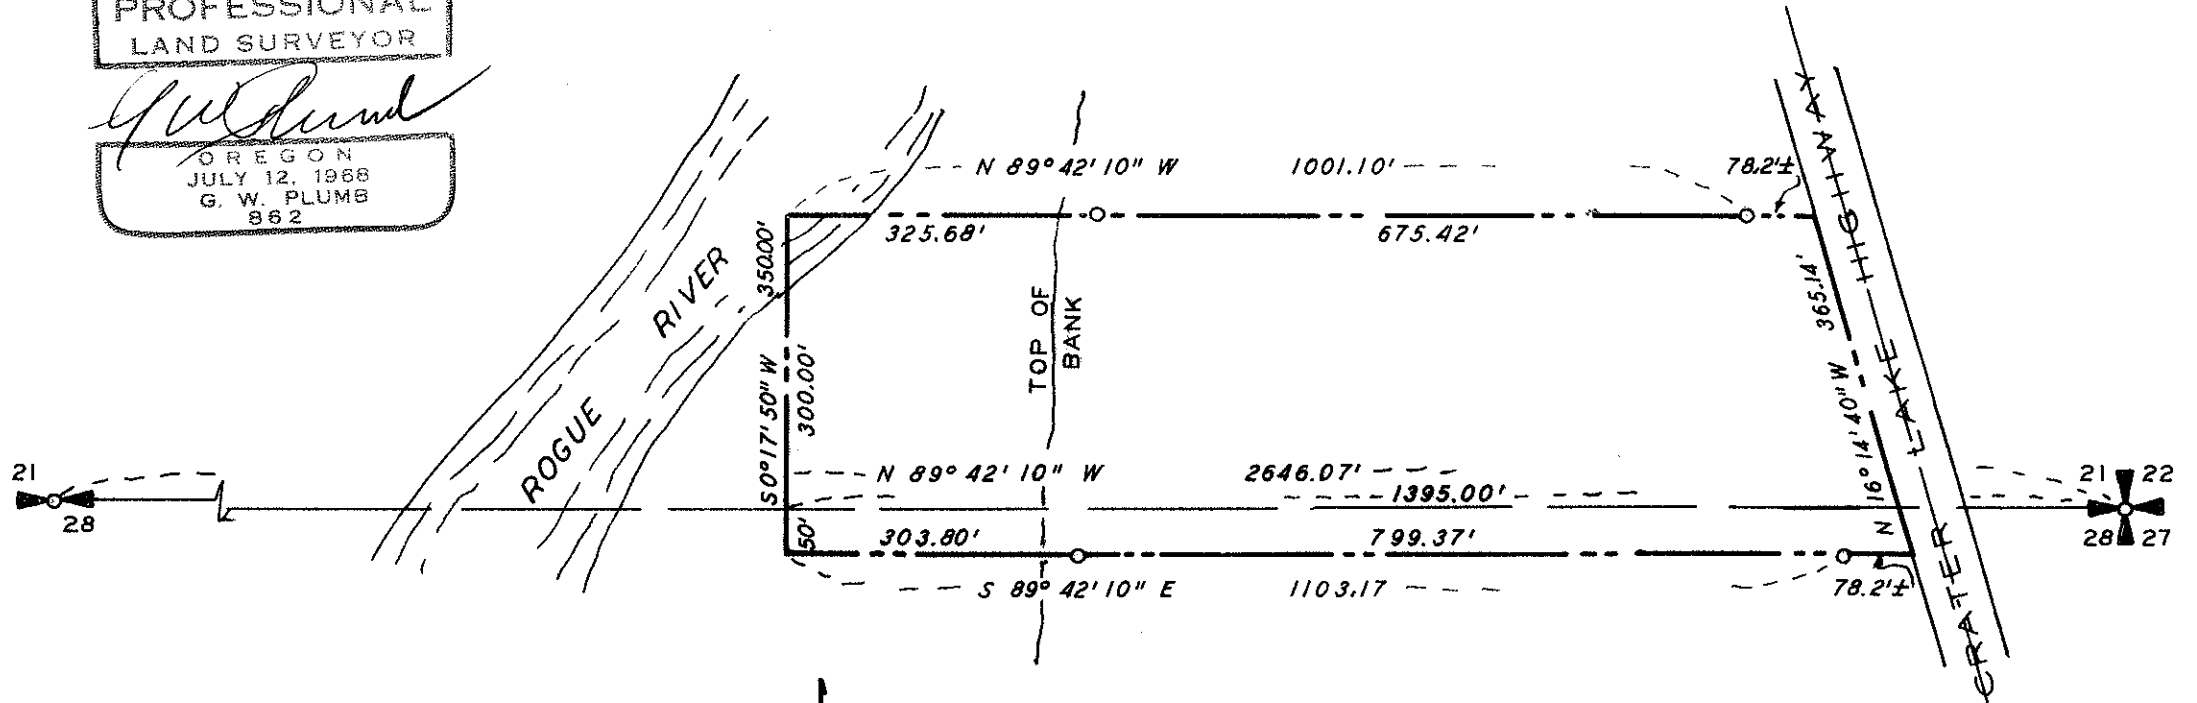 PROFESSIONAL
LAND SURVEYOR
OREGON
JULY 12, 1968
G. W. PLUMB
862
N 89° 42' 10" W 1001.10'
78.2'±
325.68'
675.42'
350.00'
S 0° 17' 50" W
300.00'
50'
ROGUE RIVER
TOP OF
BANK
365.14'
N 16° 14' 40" W
CRATER LAKE HIGHWAY
N 89° 42' 10" W 2646.07'
1395.00'
21
28
21 22
28 27
303.80'
799.37'
S 89° 42' 10" E 1103.17
78.2'±